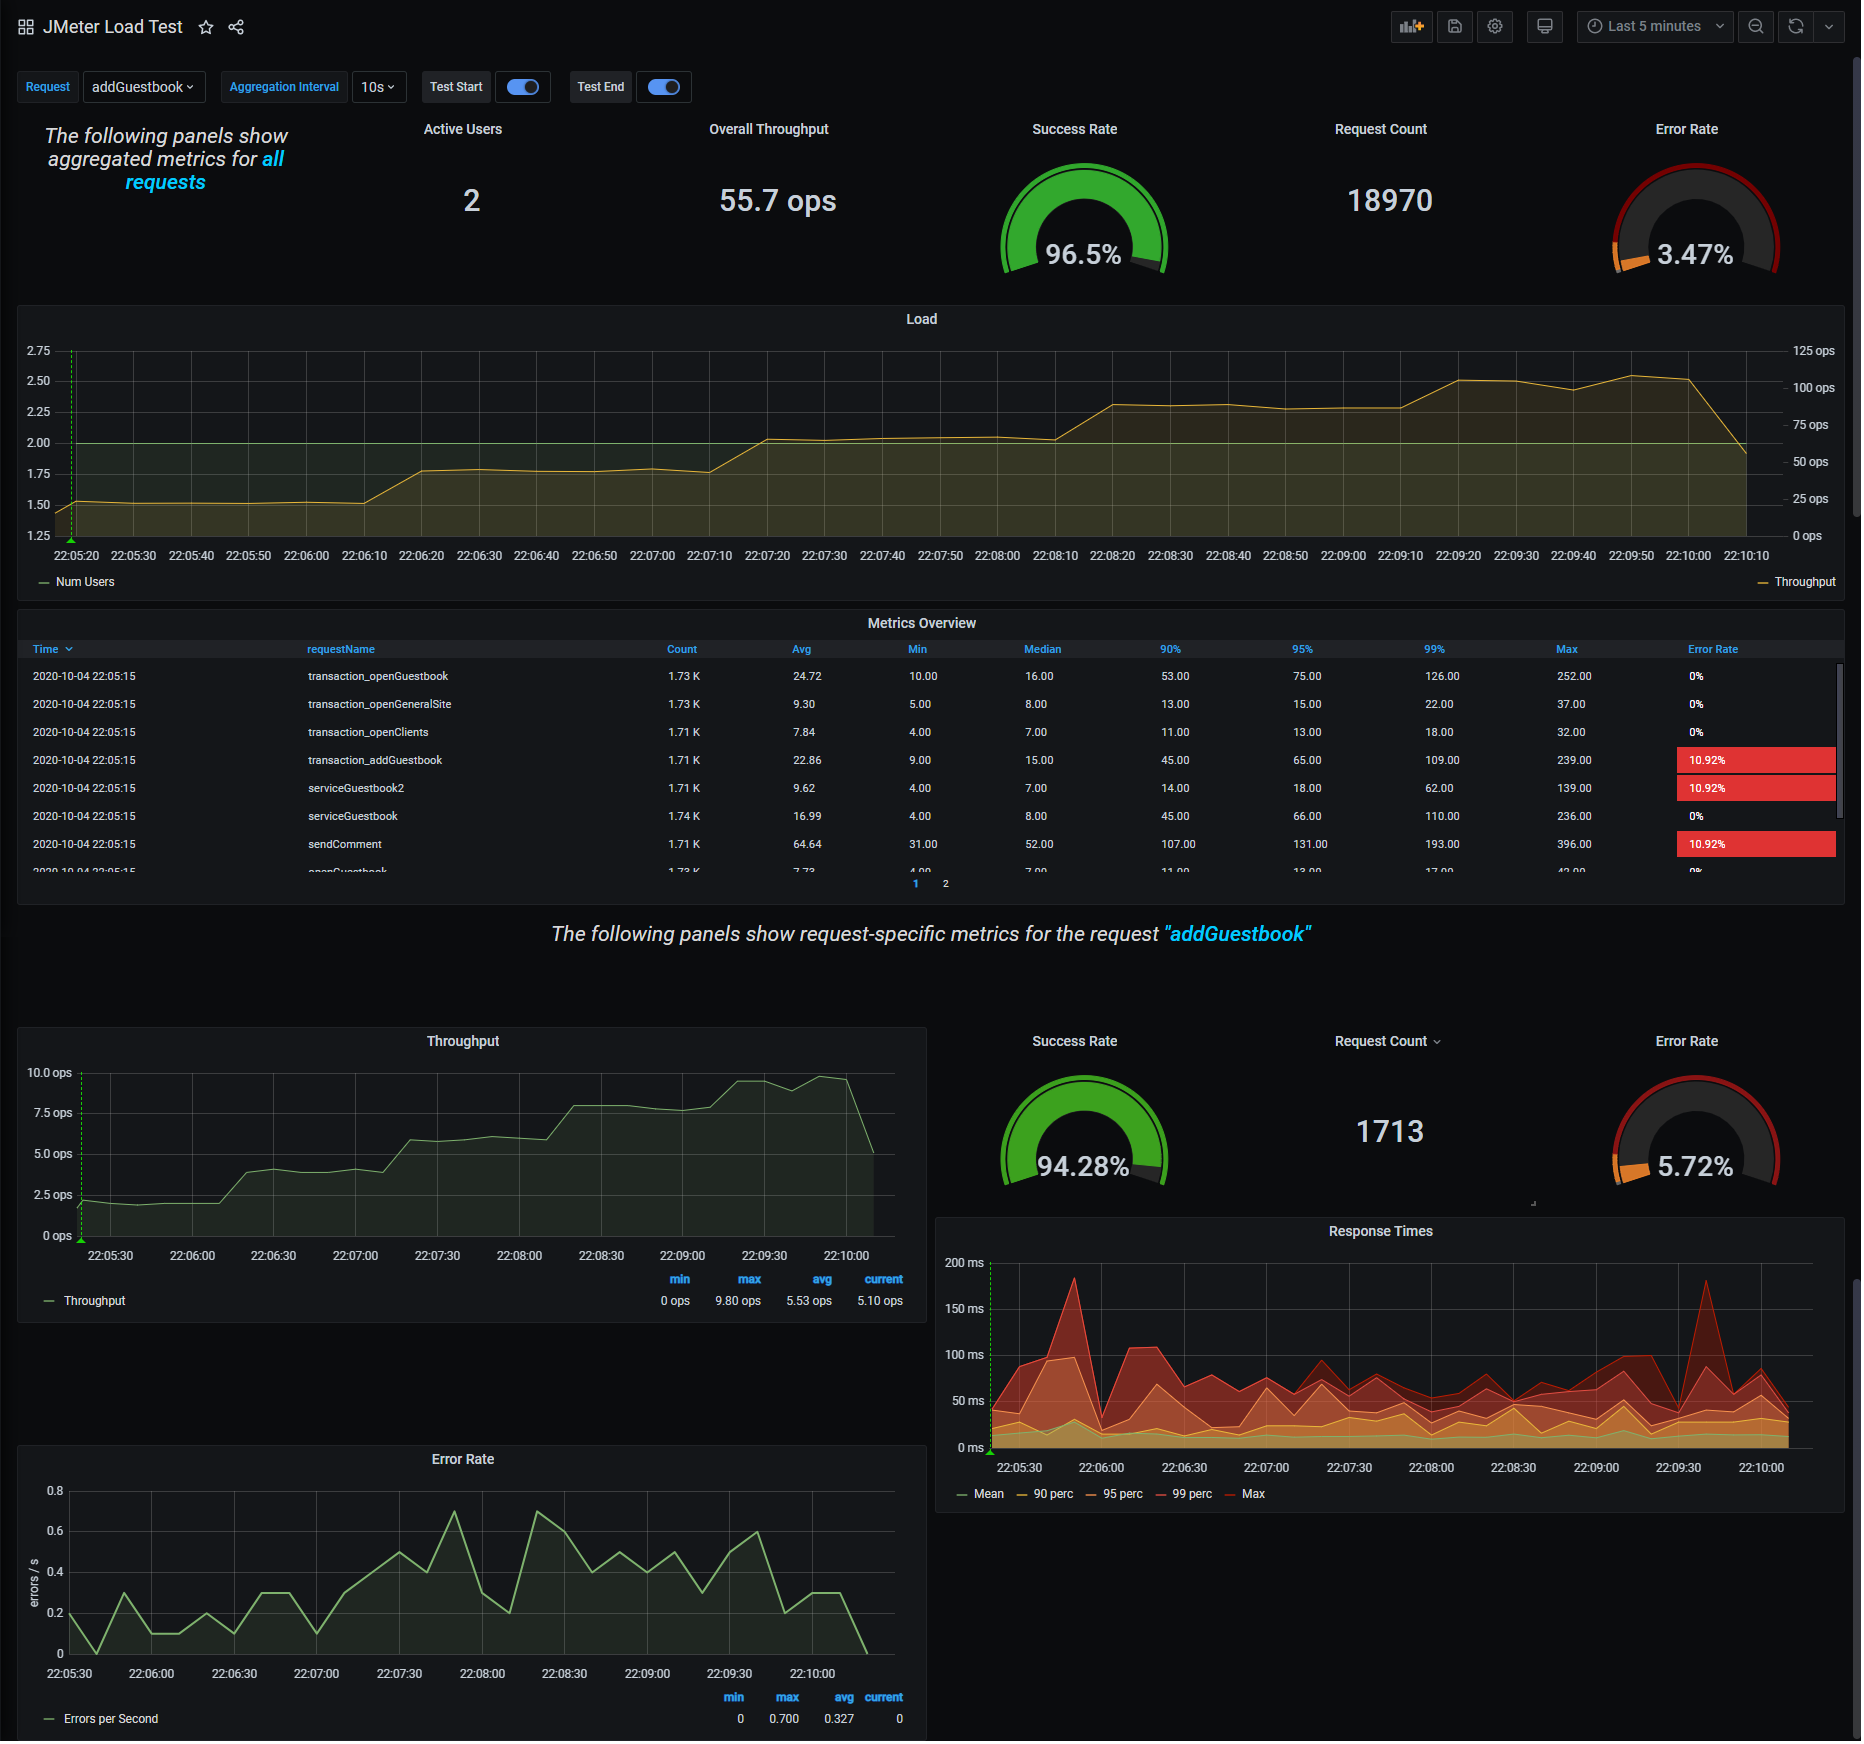 JMeter Load Test
Last 5 minutes
Request addGuestbook Aggregation Interval 10s Test Start Test End
The following panels show
aggregated metrics for all
requests
Active Users
2
Overall Throughput
55.7 ops
Success Rate
96.5%
Request Count
18970
Error Rate
3.47%
Load
2.75
2.50
2.25
2.00
1.75
1.50
1.25
125 ops
100 ops
75 ops
50 ops
25 ops
0 ops
22:05:20 22:05:30 22:05:40 22:05:50 22:06:00 22:06:10 22:06:20 22:06:30 22:06:40 22:06:50 22:07:00 22:07:10 22:07:20 22:07:30 22:07:40 22:07:50 22:08:00 22:08:10 22:08:20 22:08:30 22:08:40 22:08:50 22:09:00 22:09:10 22:09:20 22:09:30 22:09:40 22:09:50 22:10:00 22:10:10
Num Users
Throughput
Metrics Overview
Time requestName Count Avg Min Median 90% 95% 99% Max Error Rate
2020-10-04 22:05:15 transaction_openGuestbook 1.73 K 24.72 10.00 16.00 53.00 75.00 126.00 252.00 0%
2020-10-04 22:05:15 transaction_openGeneralSite 1.73 K 9.30 5.00 8.00 13.00 15.00 22.00 37.00 0%
2020-10-04 22:05:15 transaction_openClients 1.71 K 7.84 4.00 7.00 11.00 13.00 18.00 32.00 0%
2020-10-04 22:05:15 transaction_addGuestbook 1.71 K 22.86 9.00 15.00 45.00 65.00 109.00 239.00 10.92%
2020-10-04 22:05:15 serviceGuestbook2 1.71 K 9.62 4.00 7.00 14.00 18.00 62.00 139.00 10.92%
2020-10-04 22:05:15 serviceGuestbook 1.74 K 16.99 4.00 8.00 45.00 66.00 110.00 236.00 0%
2020-10-04 22:05:15 sendComment 1.71 K 64.64 31.00 52.00 107.00 131.00 193.00 396.00 10.92%
2020-10-04 22:05:15 openGuestbook 1.73 K 7.73 4.00 7.00 11.00 13.00 17.00 42.00 0%
1 2
The following panels show request-specific metrics for the request "addGuestbook"
Throughput
10.0 ops
7.5 ops
5.0 ops
2.5 ops
0 ops
22:05:30 22:06:00 22:06:30 22:07:00 22:07:30 22:08:00 22:08:30 22:09:00 22:09:30 22:10:00
min max avg current
Throughput 0 ops 9.80 ops 5.53 ops 5.10 ops
Success Rate
94.28%
Request Count
1713
Error Rate
5.72%
Response Times
200 ms
150 ms
100 ms
50 ms
0 ms
22:05:30 22:06:00 22:06:30 22:07:00 22:07:30 22:08:00 22:08:30 22:09:00 22:09:30 22:10:00
Mean 90 perc 95 perc 99 perc Max
Error Rate
errors / s
0.8
0.6
0.4
0.2
0
22:05:30 22:06:00 22:06:30 22:07:00 22:07:30 22:08:00 22:08:30 22:09:00 22:09:30 22:10:00
min max avg current
Errors per Second 0 0.700 0.327 0